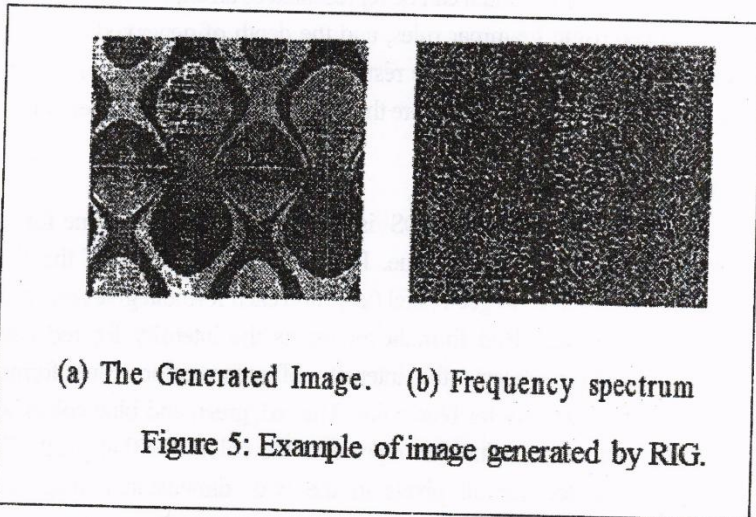 (a) The Generated Image. (b) Frequency spectrum
Figure 5: Example of image generated by RIG.